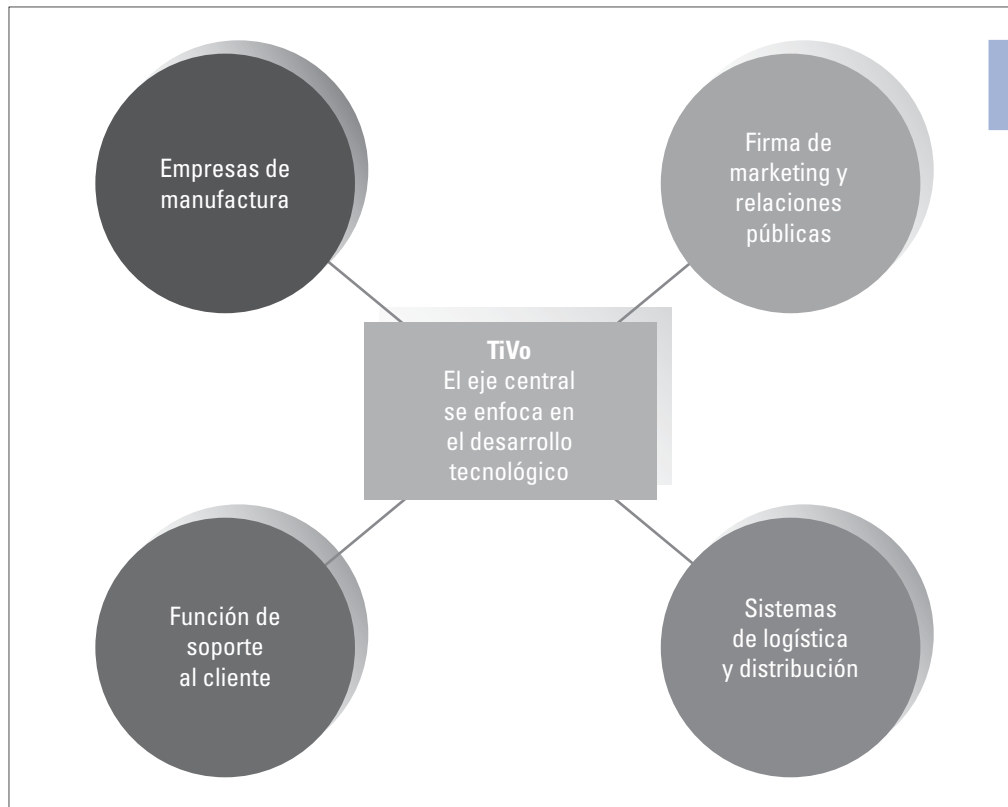 Empresas de
manufactura
Firma de
marketing y
relaciones
públicas
TiVo
El eje central
se enfoca en
el desarrollo
tecnológico
Función de
soporte
al cliente
Sistemas
de logística
y distribución